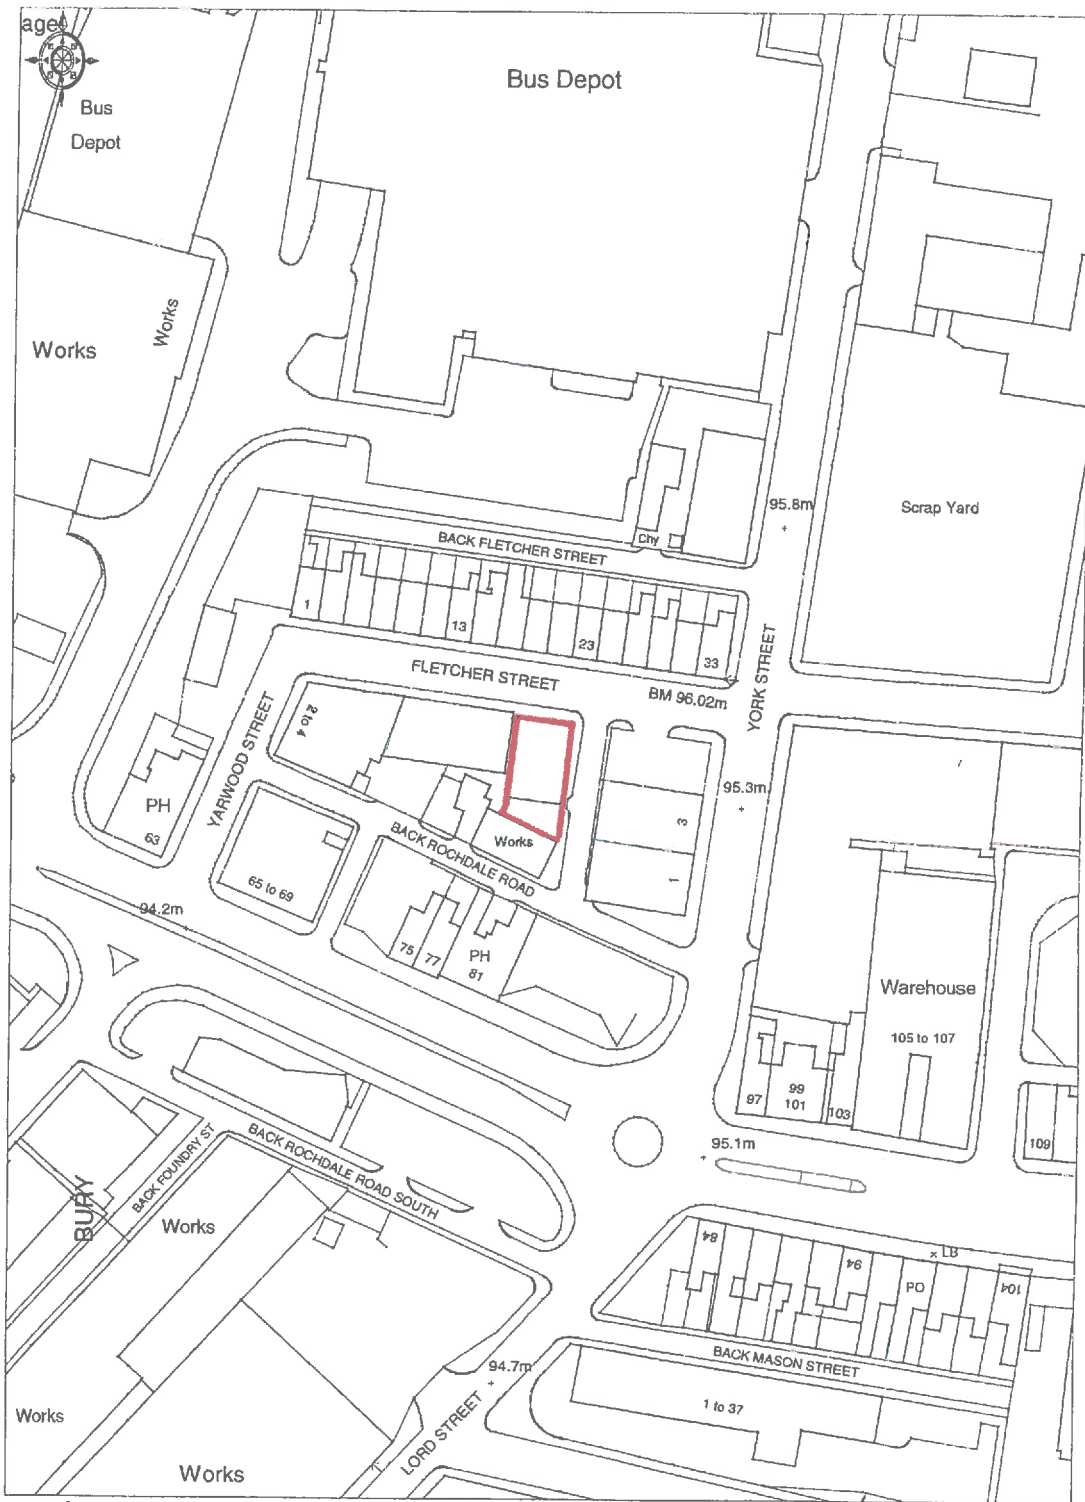 age
Bus
Depot
Bus Depot
Works
Works
95.8m
Scrap Yard
Chy
BACK FLETCHER STREET
1
13
23
33
FLETCHER STREET
BM 96.02m
YORK STREET
2 to 4
YARWOOD STREET
95.3m
PH
63
3
1
Works
BACK ROCHDALE ROAD
65 to 69
94.2m
75
77
PH
81
Warehouse
105 to 107
97
99
101
103
109
95.1m
BACK ROCHDALE ROAD SOUTH
BACK FOUNDRY ST
BURY
Works
84
94
LB
PO
104
BACK MASON STREET
94.7m
1 to 37
LORD STREET
Works
Works